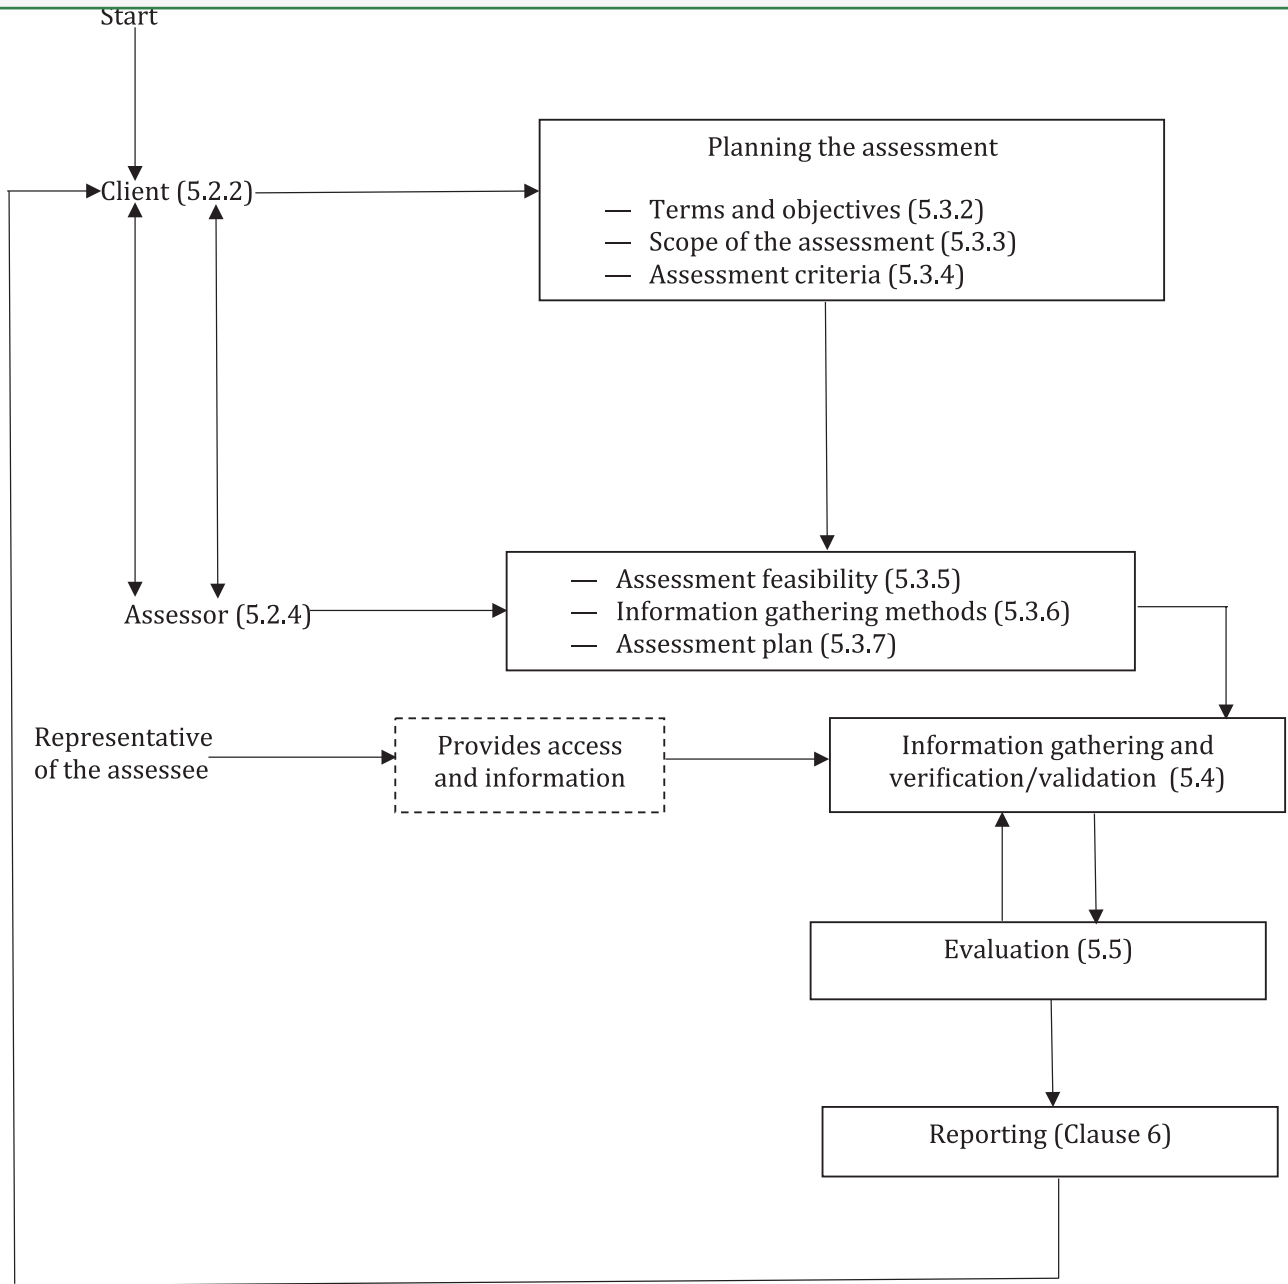 Start
Client (5.2.2)
Planning the assessment
— Terms and objectives (5.3.2)
— Scope of the assessment (5.3.3)
— Assessment criteria (5.3.4)
Assessor (5.2.4)
— Assessment feasibility (5.3.5)
— Information gathering methods (5.3.6)
— Assessment plan (5.3.7)
Representative
of the assessee
Provides access
and information
Information gathering and
verification/validation (5.4)
Evaluation (5.5)
Reporting (Clause 6)